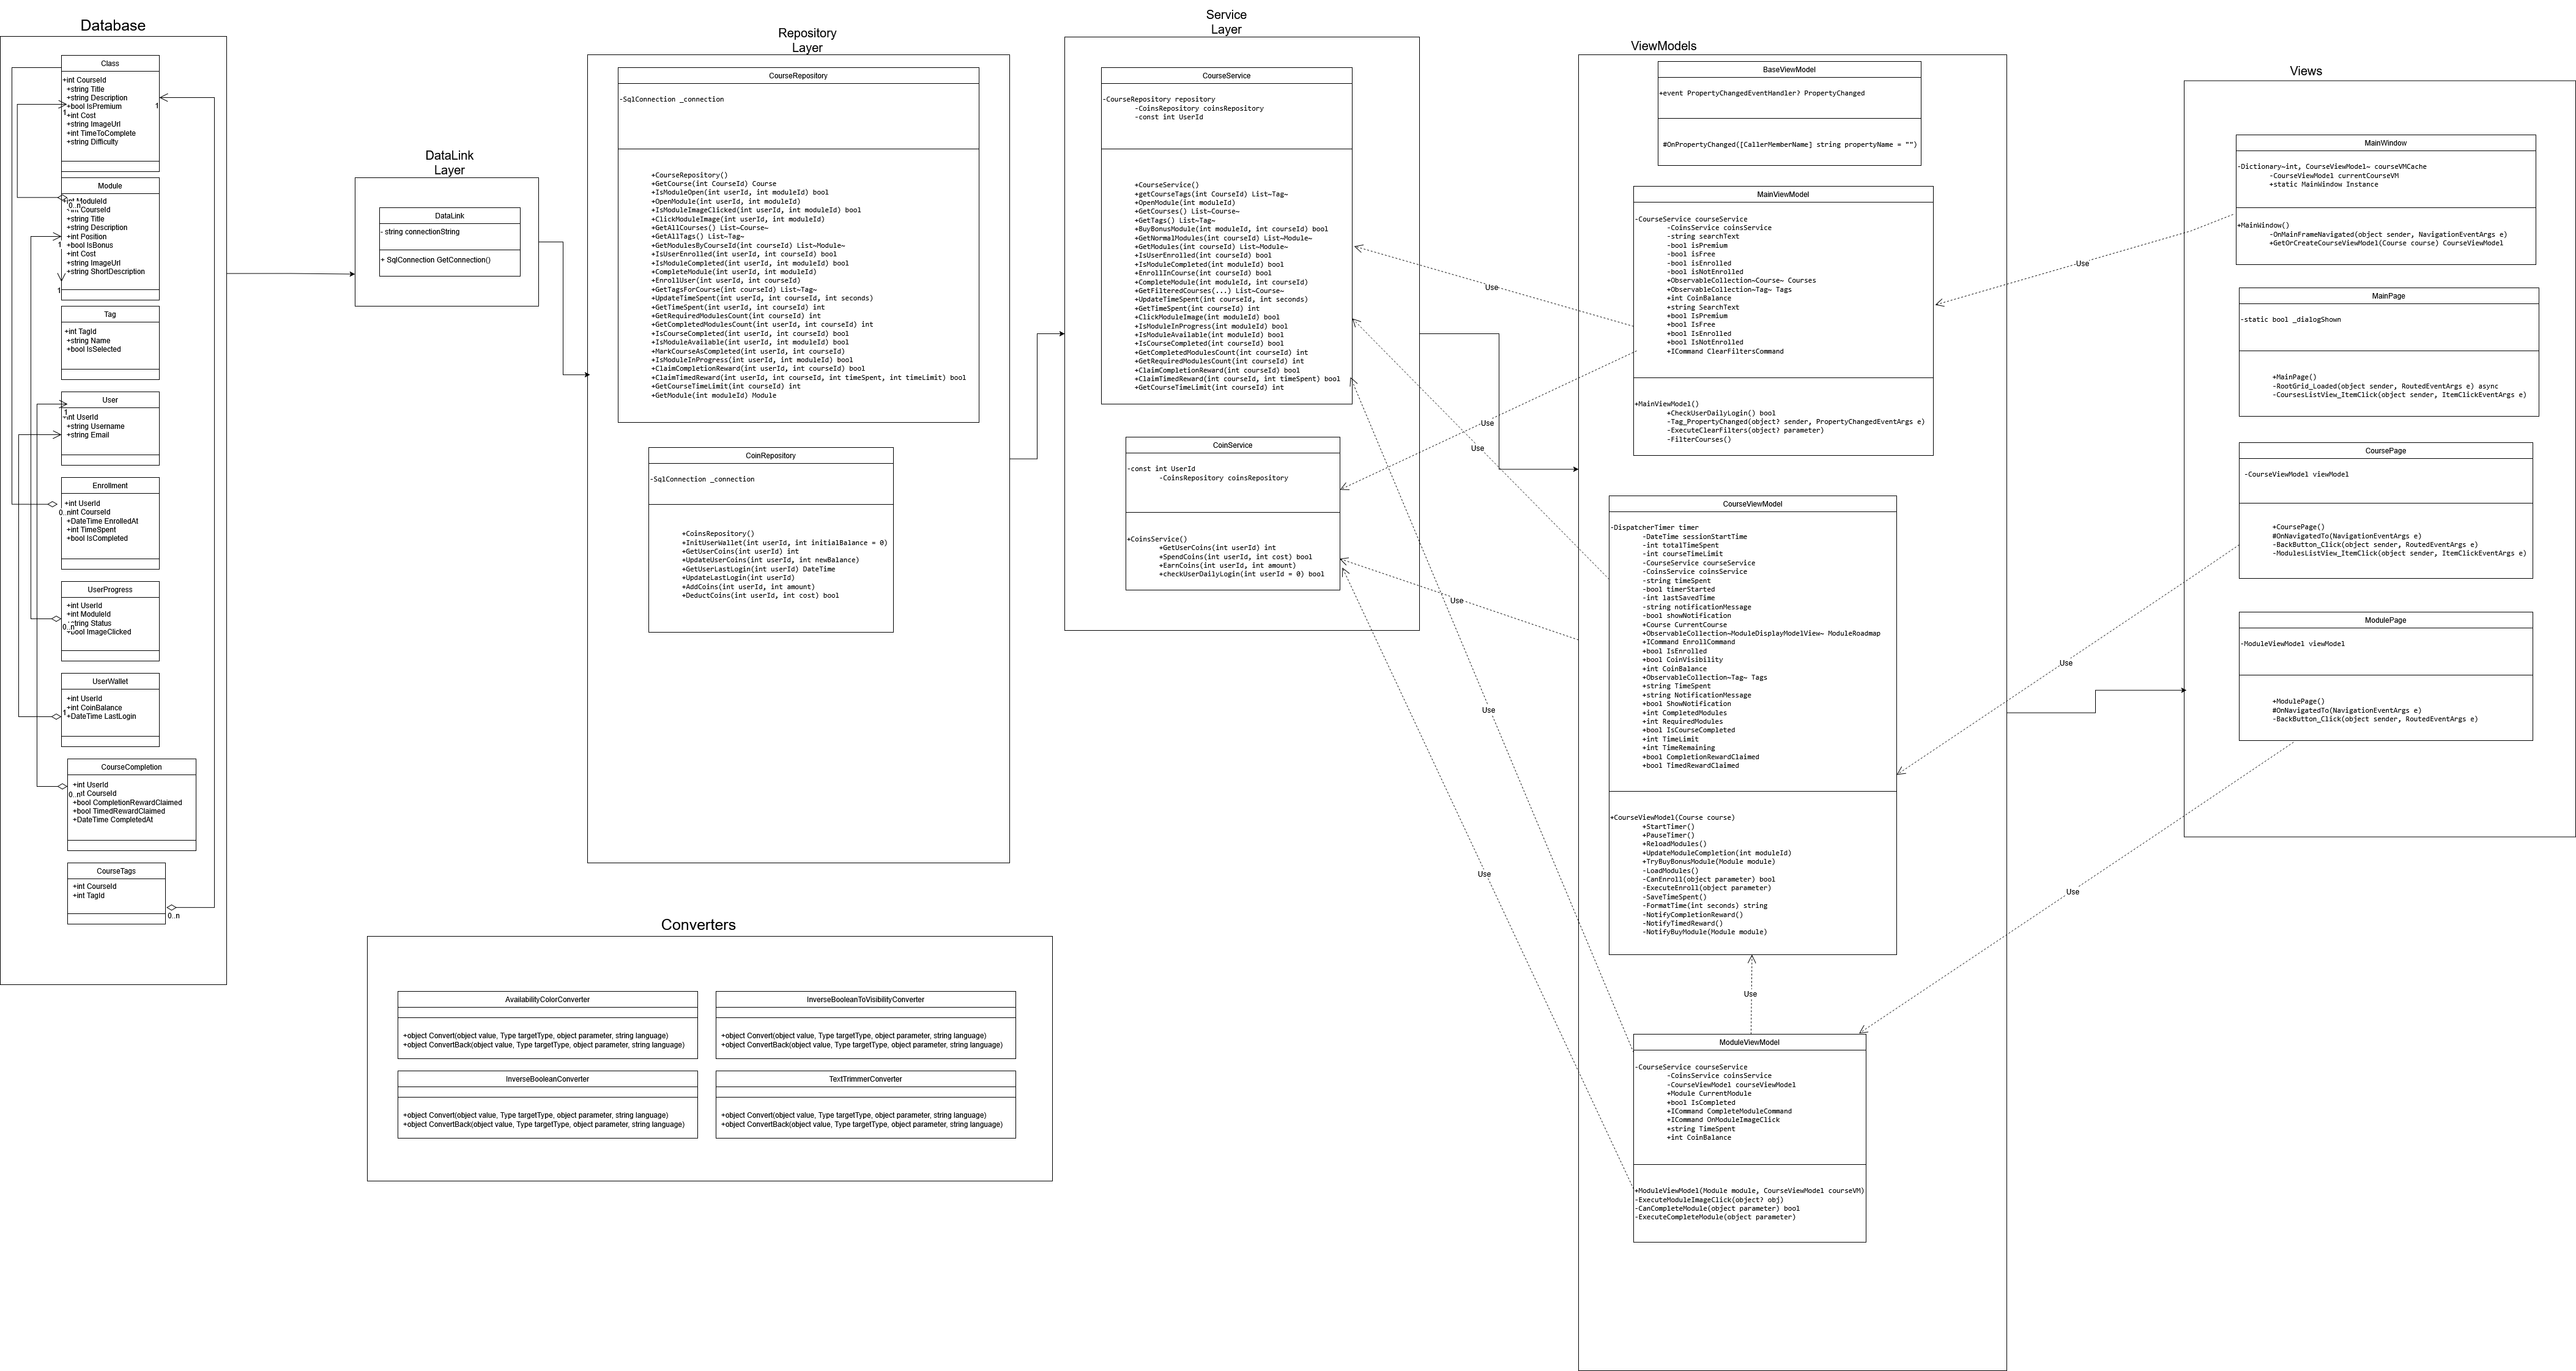 Database
Class
+int CourseId
+string Title
+string Description
+bool IsPremium
+int Cost
+string ImageUrl
+int TimeToComplete
+string Difficulty
1
1
Module
+int ModuleId
+int CourseId
+string Title
+string Description
+int Position
+bool IsBonus
+int Cost
+string ImageUrl
+string ShortDescription
0..n
1
1
Tag
+int TagId
+string Name
+bool IsSelected
User
1
+int UserId
+string Username
+string Email
Enrollment
+int UserId
+int CourseId
+DateTime EnrolledAt
+int TimeSpent
+bool IsCompleted
0..n
UserProgress
+int UserId
+int ModuleId
+string Status
+bool ImageClicked
0..n
UserWallet
+int UserId
+int CoinBalance
+DateTime LastLogin
1
CourseCompletion
+int UserId
+int CourseId
+bool CompletionRewardClaimed
+bool TimedRewardClaimed
+DateTime CompletedAt
0..n
CourseTags
+int CourseId
+int TagId
0..n
DataLink
Layer
DataLink
- string connectionString
+ SqlConnection GetConnection()
Repository
Layer
CourseRepository
-SqlConnection _connection
+CourseRepository()
+GetCourse(int CourseId) Course
+IsModuleOpen(int userId, int moduleId) bool
+OpenModule(int userId, int moduleId)
+IsModuleImageClicked(int userId, int moduleId) bool
+ClickModuleImage(int userId, int moduleId)
+GetAllCourses() List~Course~
+GetAllTags() List~Tag~
+GetModulesByCourseId(int courseId) List~Module~
+IsUserEnrolled(int userId, int courseId) bool
+IsModuleCompleted(int userId, int moduleId) bool
+CompleteModule(int userId, int moduleId)
+EnrollUser(int userId, int courseId)
+GetTagsForCourse(int courseId) List~Tag~
+UpdateTimeSpent(int userId, int courseId, int seconds)
+GetTimeSpent(int userId, int courseId) int
+GetRequiredModulesCount(int courseId) int
+GetCompletedModulesCount(int userId, int courseId) int
+IsCourseCompleted(int userId, int courseId) bool
+IsModuleAvailable(int userId, int moduleId) bool
+MarkCourseAsCompleted(int userId, int courseId)
+IsModuleInProgress(int userId, int moduleId) bool
+ClaimCompletionReward(int userId, int courseId) bool
+ClaimTimedReward(int userId, int courseId, int timeSpent, int timeLimit) bool
+GetCourseTimeLimit(int courseId) int
+GetModule(int moduleId) Module
CoinRepository
-SqlConnection _connection
+CoinsRepository()
+InitUserWallet(int userId, int initialBalance = 0)
+GetUserCoins(int userId) int
+UpdateUserCoins(int userId, int newBalance)
+GetUserLastLogin(int userId) DateTime
+UpdateLastLogin(int userId)
+AddCoins(int userId, int amount)
+DeductCoins(int userId, int cost) bool
Service
Layer
CourseService
-CourseRepository repository
-CoinsRepository coinsRepository
-const int UserId
+CourseService()
+getCourseTags(int CourseId) List~Tag~
+OpenModule(int moduleId)
+GetCourses() List~Course~
+GetTags() List~Tag~
+BuyBonusModule(int moduleId, int courseId) bool
+GetNormalModules(int courseId) List~Module~
+GetModules(int courseId) List~Module~
+IsUserEnrolled(int courseId) bool
+IsModuleCompleted(int moduleId) bool
+EnrollInCourse(int courseId) bool
+CompleteModule(int moduleId, int courseId)
+GetFilteredCourses(...) List~Course~
+UpdateTimeSpent(int courseId, int seconds)
+GetTimeSpent(int courseId) int
+ClickModuleImage(int moduleId) bool
+IsModuleInProgress(int moduleId) bool
+IsModuleAvailable(int moduleId) bool
+IsCourseCompleted(int courseId) bool
+GetCompletedModulesCount(int courseId) int
+GetRequiredModulesCount(int courseId) int
+ClaimCompletionReward(int courseId) bool
+ClaimTimedReward(int courseId, int timeSpent) bool
+GetCourseTimeLimit(int courseId) int
CoinService
-const int UserId
-CoinsRepository coinsRepository
+CoinsService()
+GetUserCoins(int userId) int
+SpendCoins(int userId, int cost) bool
+EarnCoins(int userId, int amount)
+checkUserDailyLogin(int userId = 0) bool
Use
Use
Use
Use
Use
Use
ViewModels
BaseViewModel
+event PropertyChangedEventHandler? PropertyChanged
#OnPropertyChanged([CallerMemberName] string propertyName = "")
MainViewModel
-CourseService courseService
-CoinsService coinsService
-string searchText
-bool isPremium
-bool isFree
-bool isEnrolled
-bool isNotEnrolled
+ObservableCollection~Course~ Courses
+ObservableCollection~Tag~ Tags
+int CoinBalance
+string SearchText
+bool IsPremium
+bool IsFree
+bool IsEnrolled
+bool IsNotEnrolled
+ICommand ClearFiltersCommand
+MainViewModel()
+CheckUserDailyLogin() bool
-Tag_PropertyChanged(object? sender, PropertyChangedEventArgs e)
-ExecuteClearFilters(object? parameter)
-FilterCourses()
CourseViewModel
-DispatcherTimer timer
-DateTime sessionStartTime
-int totalTimeSpent
-int courseTimeLimit
-CourseService courseService
-CoinsService coinsService
-string timeSpent
-bool timerStarted
-int lastSavedTime
-string notificationMessage
-bool showNotification
+Course CurrentCourse
+ObservableCollection~ModuleDisplayModelView~ ModuleRoadmap
+ICommand EnrollCommand
+bool IsEnrolled
+bool CoinVisibility
+int CoinBalance
+ObservableCollection~Tag~ Tags
+string TimeSpent
+string NotificationMessage
+bool ShowNotification
+int CompletedModules
+int RequiredModules
+bool IsCourseCompleted
+int TimeLimit
+int TimeRemaining
+bool CompletionRewardClaimed
+bool TimedRewardClaimed
+CourseViewModel(Course course)
+StartTimer()
+PauseTimer()
+ReloadModules()
+UpdateModuleCompletion(int moduleId)
+TryBuyBonusModule(Module module)
-LoadModules()
-CanEnroll(object parameter) bool
-ExecuteEnroll(object parameter)
-SaveTimeSpent()
-FormatTime(int seconds) string
-NotifyCompletionReward()
-NotifyTimedReward()
-NotifyBuyModule(Module module)
Use
ModuleViewModel
-CourseService courseService
-CoinsService coinsService
-CourseViewModel courseViewModel
+Module CurrentModule
+bool IsCompleted
+ICommand CompleteModuleCommand
+ICommand OnModuleImageClick
+string TimeSpent
+int CoinBalance
+ModuleViewModel(Module module, CourseViewModel courseVM)
-ExecuteModuleImageClick(object? obj)
-CanCompleteModule(object parameter) bool
-ExecuteCompleteModule(object parameter)
Use
Use
Use
Views
MainWindow
-Dictionary~int, CourseViewModel~ courseVMCache
-CourseViewModel currentCourseVM
+static MainWindow Instance
+MainWindow()
-OnMainFrameNavigated(object sender, NavigationEventArgs e)
+GetOrCreateCourseViewModel(Course course) CourseViewModel
MainPage
-static bool _dialogShown
+MainPage()
-RootGrid_Loaded(object sender, RoutedEventArgs e) async
-CoursesListView_ItemClick(object sender, ItemClickEventArgs e)
CoursePage
-CourseViewModel viewModel
+CoursePage()
#OnNavigatedTo(NavigationEventArgs e)
-BackButton_Click(object sender, RoutedEventArgs e)
-ModulesListView_ItemClick(object sender, ItemClickEventArgs e)
ModulePage
-ModuleViewModel viewModel
+ModulePage()
#OnNavigatedTo(NavigationEventArgs e)
-BackButton_Click(object sender, RoutedEventArgs e)
Converters
AvailabilityColorConverter
+object Convert(object value, Type targetType, object parameter, string language)
+object ConvertBack(object value, Type targetType, object parameter, string language)
InverseBooleanToVisibilityConverter
+object Convert(object value, Type targetType, object parameter, string language)
+object ConvertBack(object value, Type targetType, object parameter, string language)
InverseBooleanConverter
+object Convert(object value, Type targetType, object parameter, string language)
+object ConvertBack(object value, Type targetType, object parameter, string language)
TextTrimmerConverter
+object Convert(object value, Type targetType, object parameter, string language)
+object ConvertBack(object value, Type targetType, object parameter, string language)